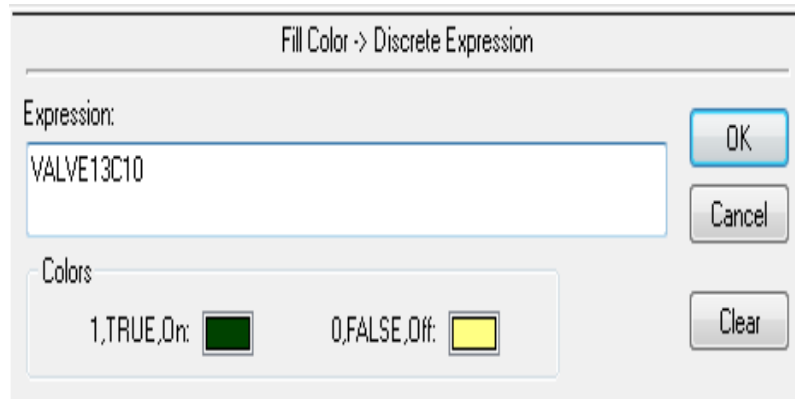 Fill Color -> Discrete Expression
Expression:
VALVE13C10
OK
Cancel
Colors
1,TRUE,On:
0,FALSE,Off:
Clear